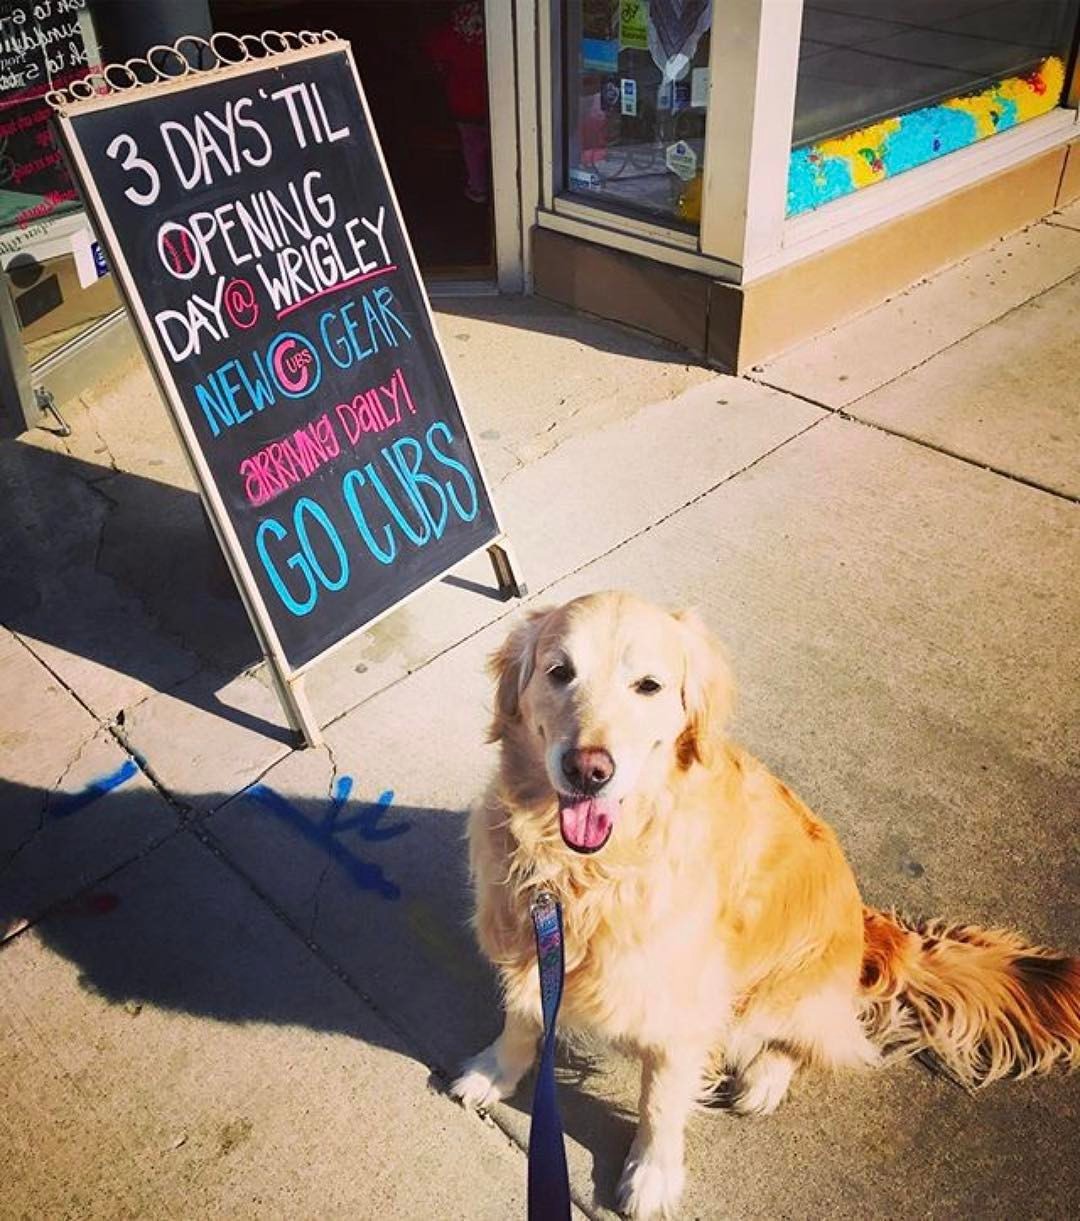 3 DAYS 'TIL
OPENING
DAY @ WRIGLEY
NEW CUBS GEAR
ARRIVING DAILY!
GO CUBS